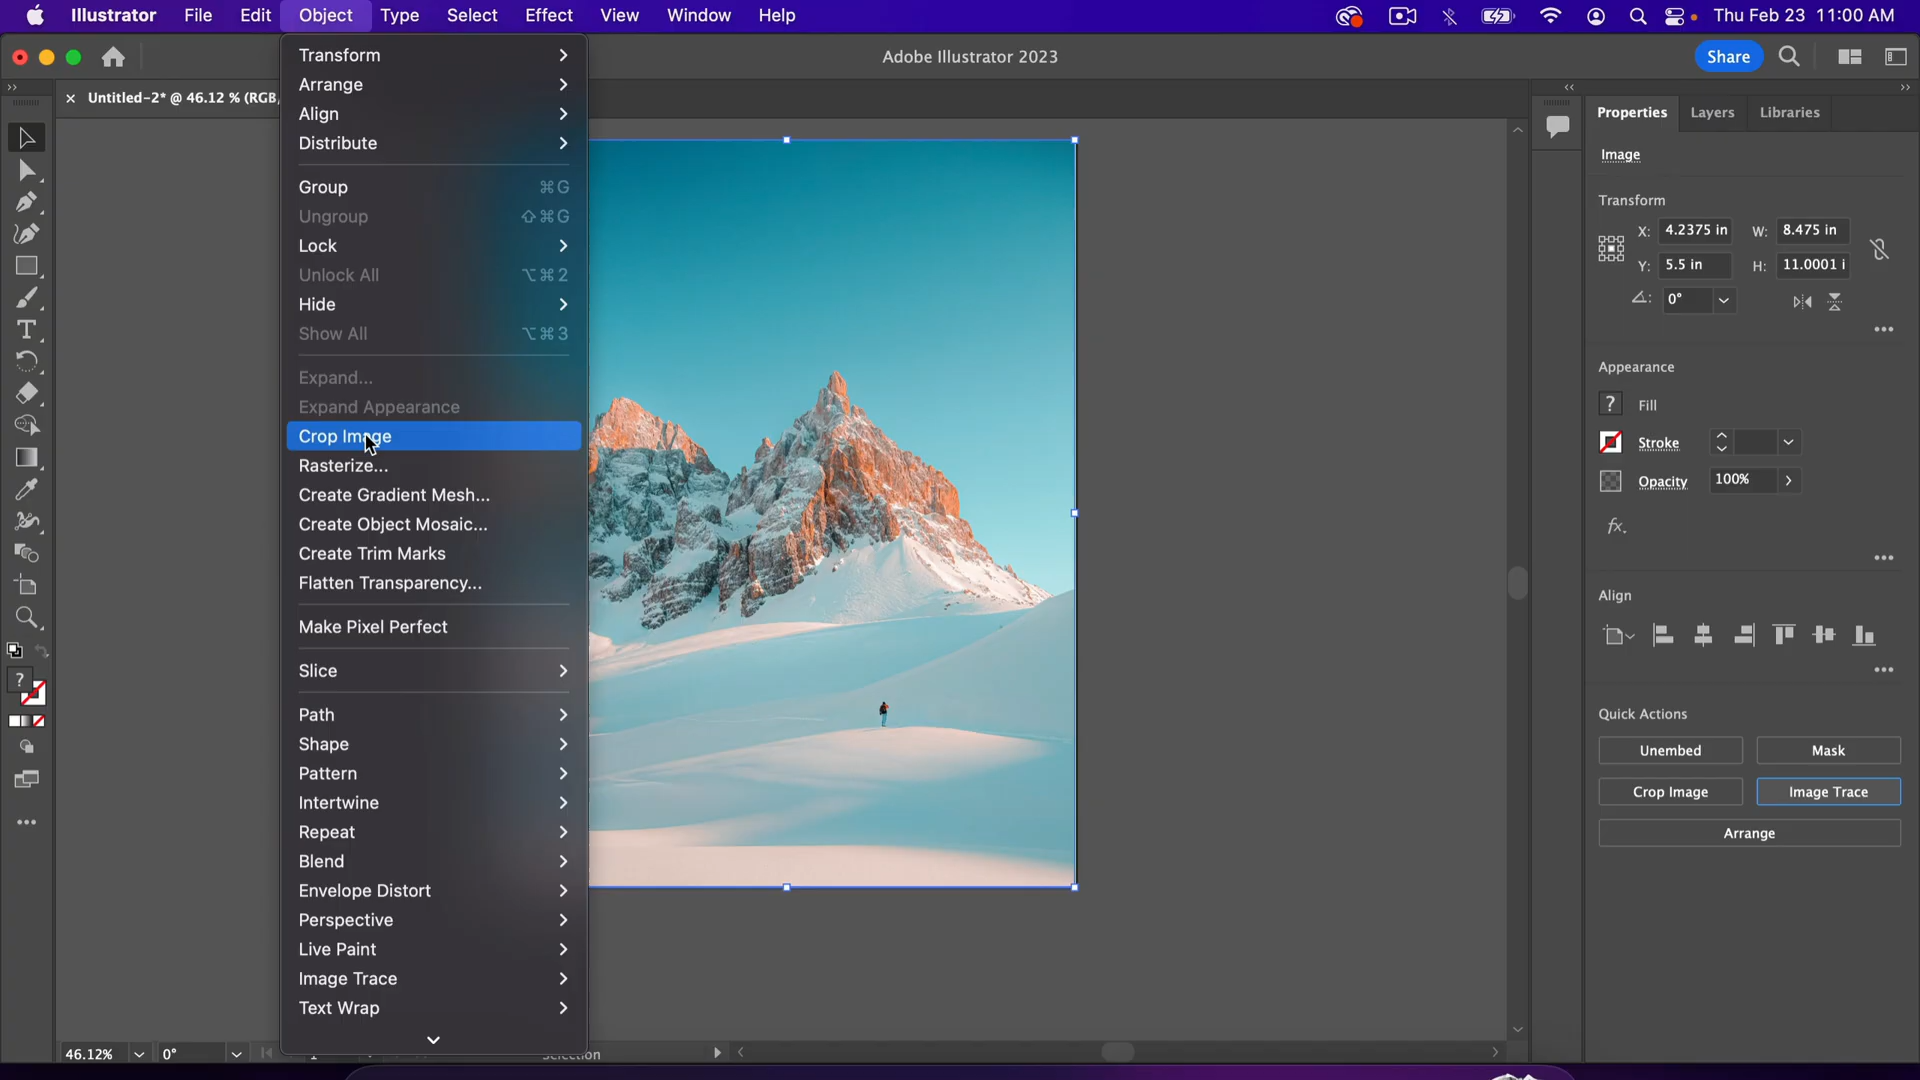 Illustrator File Edit Object Type Select Effect View Window Help Thu Feb 23 11:00 AM
Adobe Illustrator 2023
Share
× Untitled-2* @ 46.12 % (RGB,
Transform
Arrange
Align
Distribute
Group ⌘G
Ungroup ⇧⌘G
Lock
Unlock All ⌥⌘2
Hide
Show All ⌥⌘3
Expand...
Expand Appearance
Crop Image
Rasterize...
Create Gradient Mesh...
Create Object Mosaic...
Create Trim Marks
Flatten Transparency...
Make Pixel Perfect
Slice
Path
Shape
Pattern
Intertwine
Repeat
Blend
Envelope Distort
Perspective
Live Paint
Image Trace
Text Wrap
Properties Layers Libraries
Image
Transform
X: 4.2375 in W: 8.475 in
Y: 5.5 in H: 11.0001 i
0°
Appearance
? Fill
Stroke
Opacity 100%
fx.
Align
Quick Actions
Unembed Mask
Crop Image Image Trace
Arrange
?
46.12% 0° 1 Selection